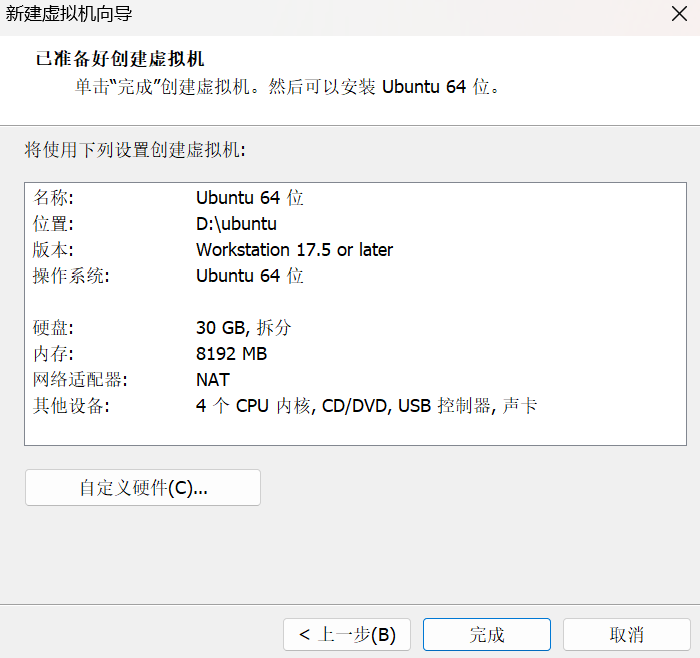 新建虚拟机向导
已准备好创建虚拟机
单击“完成”创建虚拟机。然后可以安装 Ubuntu 64 位。
将使用下列设置创建虚拟机:
名称: Ubuntu 64 位
位置: D:\ubuntu
版本: Workstation 17.5 or later
操作系统: Ubuntu 64 位
硬盘: 30 GB, 拆分
内存: 8192 MB
网络适配器: NAT
其他设备: 4 个 CPU 内核, CD/DVD, USB 控制器, 声卡
自定义硬件(C)...
< 上一步(B) 完成 取消